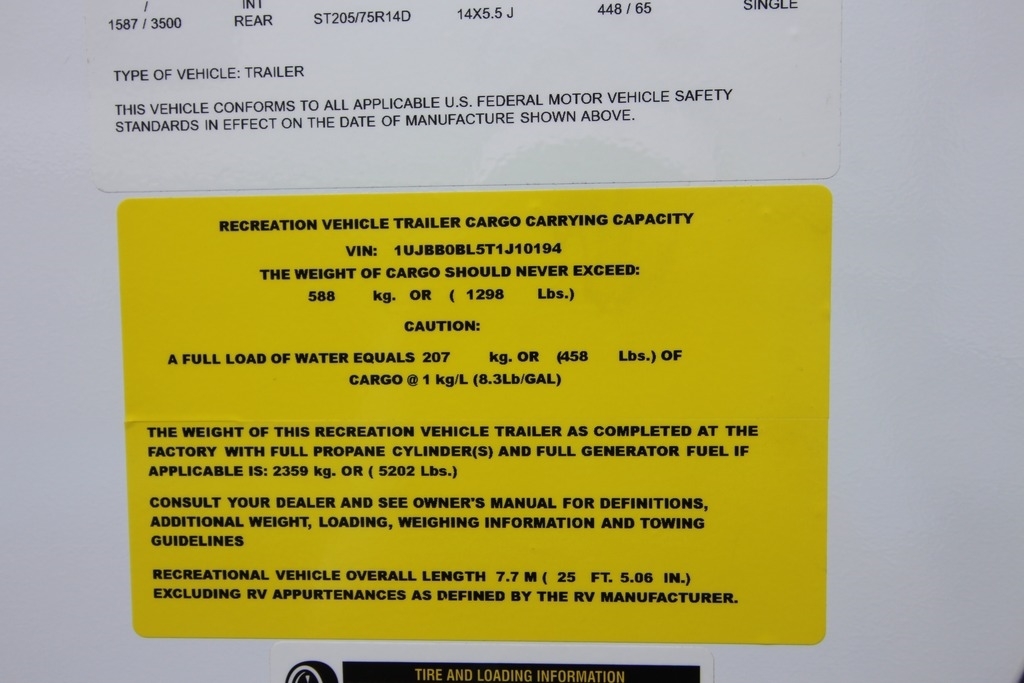 /
1587 / 3500
INT
REAR
ST205/75R14D
14X5.5 J
448 / 65
SINGLE
TYPE OF VEHICLE: TRAILER
THIS VEHICLE CONFORMS TO ALL APPLICABLE U.S. FEDERAL MOTOR VEHICLE SAFETY
STANDARDS IN EFFECT ON THE DATE OF MANUFACTURE SHOWN ABOVE.
RECREATION VEHICLE TRAILER CARGO CARRYING CAPACITY
VIN: 1UJBB0BL5T1J10194
THE WEIGHT OF CARGO SHOULD NEVER EXCEED:
588 kg. OR ( 1298 Lbs.)
CAUTION:
A FULL LOAD OF WATER EQUALS 207 kg. OR (458 Lbs.) OF
CARGO @ 1 kg/L (8.3Lb/GAL)
THE WEIGHT OF THIS RECREATION VEHICLE TRAILER AS COMPLETED AT THE
FACTORY WITH FULL PROPANE CYLINDER(S) AND FULL GENERATOR FUEL IF
APPLICABLE IS: 2359 kg. OR ( 5202 Lbs.)
CONSULT YOUR DEALER AND SEE OWNER'S MANUAL FOR DEFINITIONS,
ADDITIONAL WEIGHT, LOADING, WEIGHING INFORMATION AND TOWING
GUIDELINES
RECREATIONAL VEHICLE OVERALL LENGTH 7.7 M ( 25 FT. 5.06 IN.)
EXCLUDING RV APPURTENANCES AS DEFINED BY THE RV MANUFACTURER.
TIRE AND LOADING INFORMATION